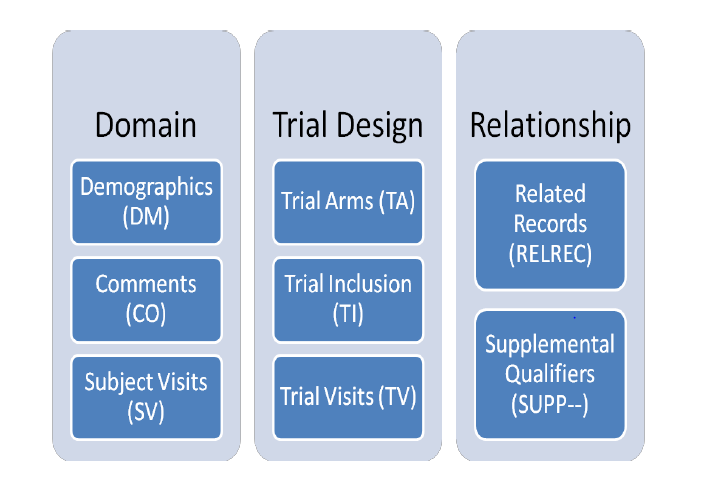 Domain
Demographics
(DM)
Comments
(CO)
Subject Visits
(SV)
Trial Design
Trial Arms (TA)
Trial Inclusion
(TI)
Trial Visits (TV)
Relationship
Related
Records
(RELREC)
Supplemental
Qualifiers
(SUPP--)